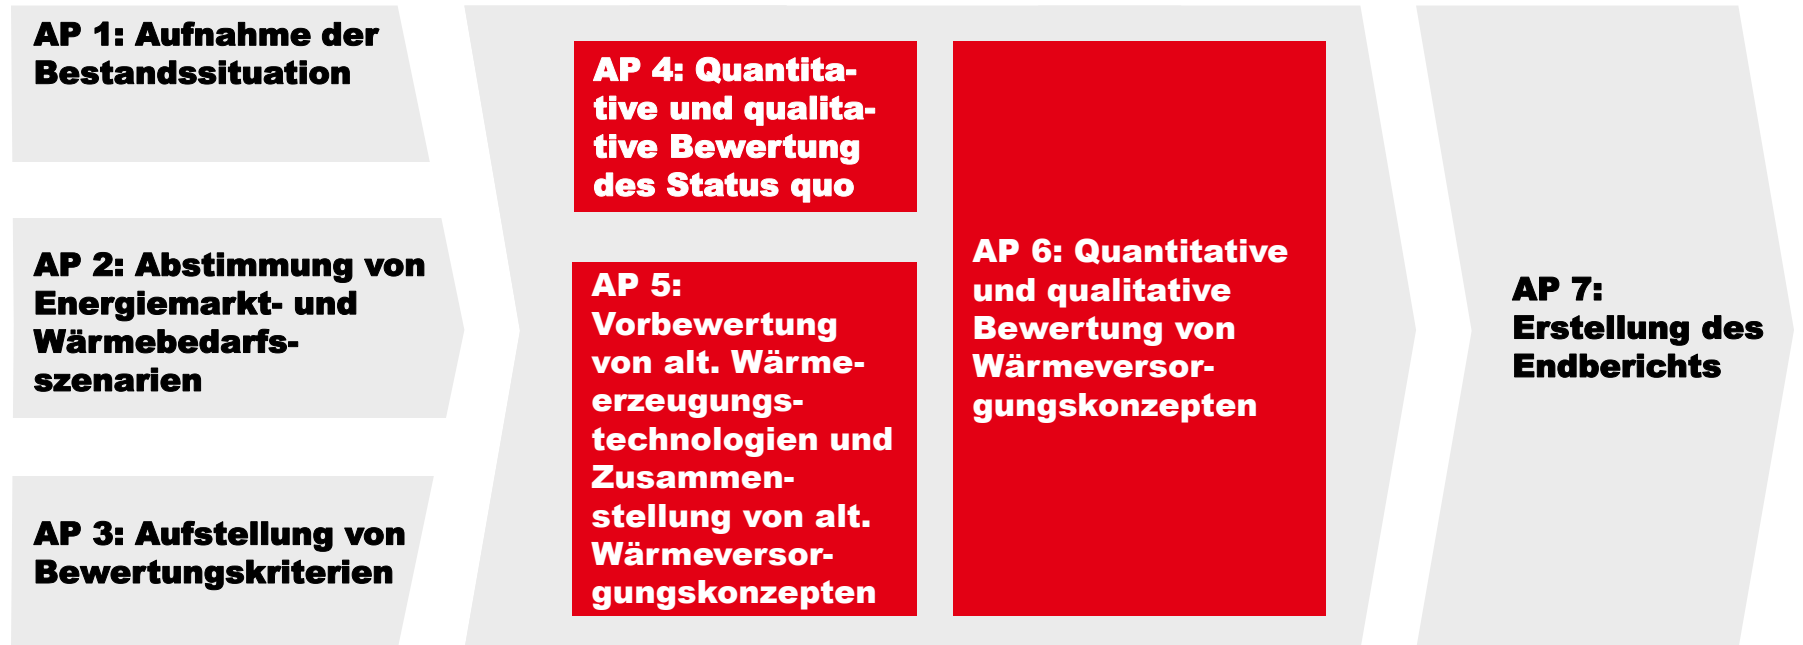 AP 1: Aufnahme der
Bestandssituation
AP 2: Abstimmung von
Energiemarkt- und
Wärmebedarfs-
szenarien
AP 3: Aufstellung von
Bewertungskriterien
AP 4: Quantita-
tive und qualita-
tive Bewertung
des Status quo
AP 5:
Vorbewertung
von alt. Wärme-
erzeugungs-
technologien und
Zusammen-
stellung von alt.
Wärmeversor-
gungskonzepten
AP 6: Quantitative
und qualitative
Bewertung von
Wärmeversor-
gungskonzepten
AP 7:
Erstellung des
Endberichts